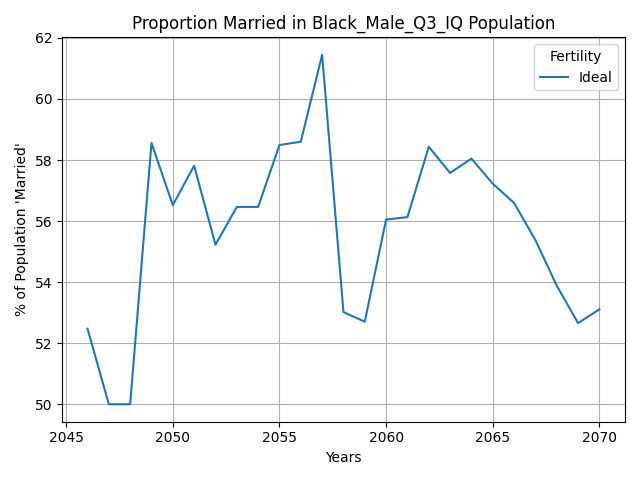 Proportion Married in Black_Male_Q3_IQ Population
62
60
58
56
54
52
50
% of Population 'Married'
Fertility
Ideal
2045
2050
2055
2060
2065
2070
Years